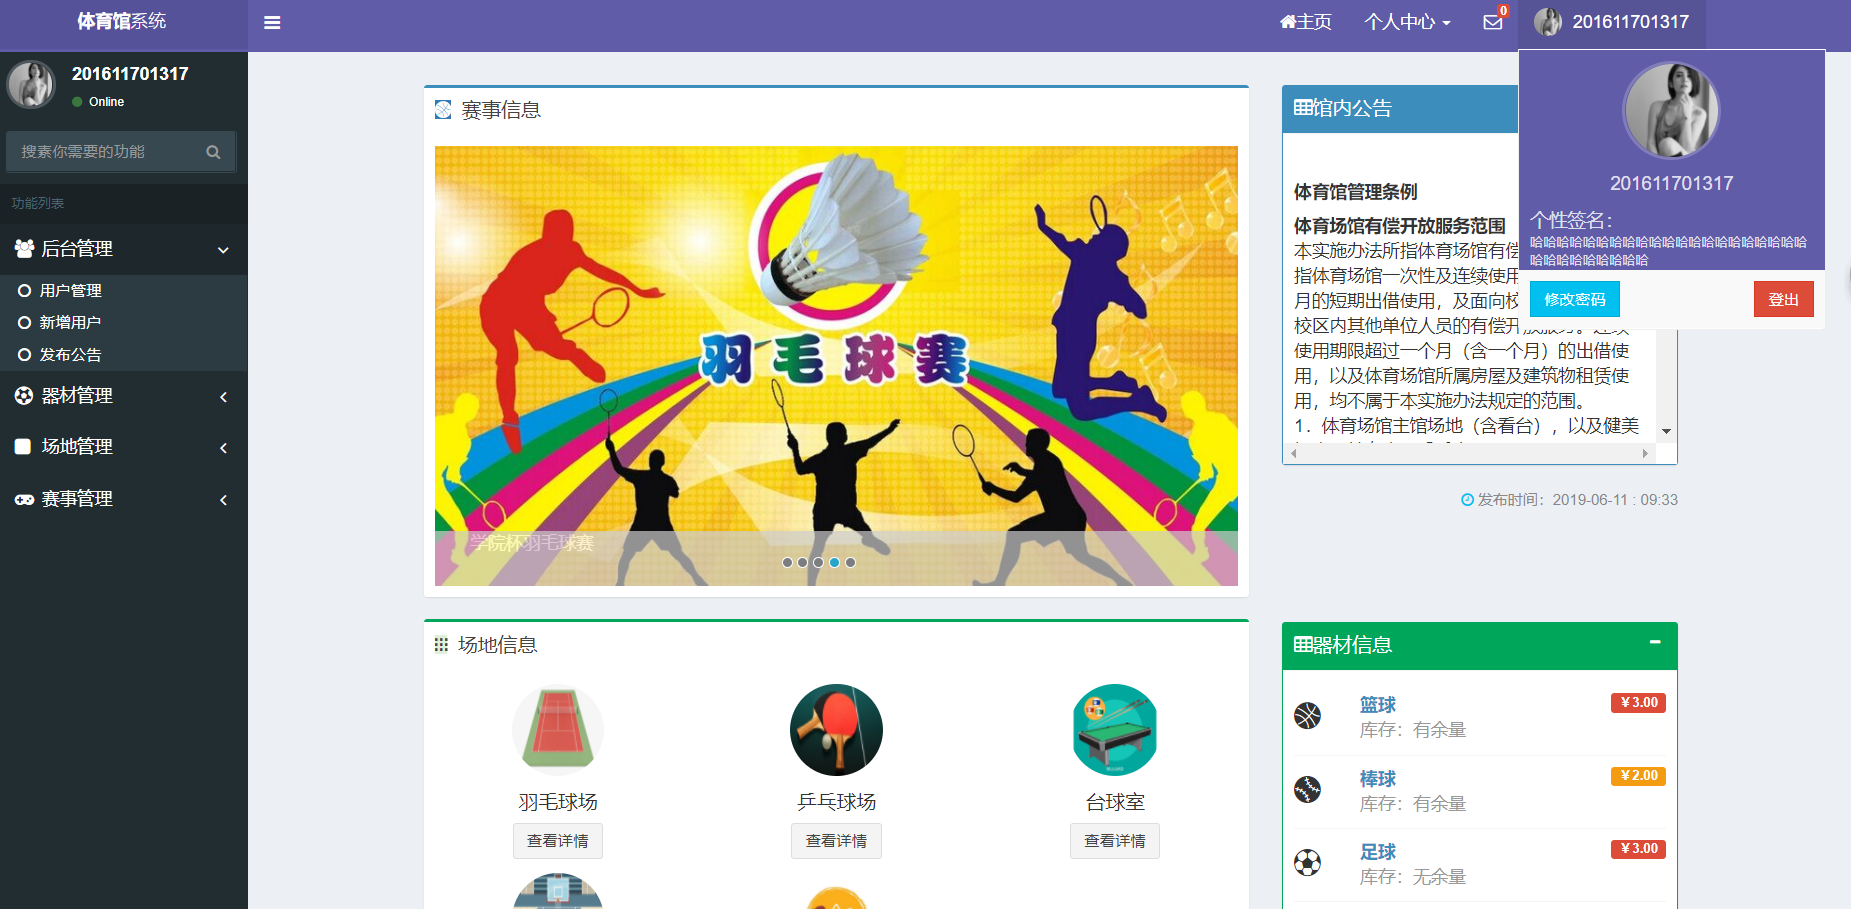 体育馆系统
主页
个人中心
0
201611701317
201611701317
Online
搜素你需要的功能
功能列表
后台管理
用户管理
新增用户
发布公告
器材管理
场地管理
赛事管理
赛事信息
羽毛球赛
学院杯羽毛球赛
馆内公告
体育馆管理条例
体育场馆有偿开放服务范围
本实施办法所指体育场馆有偿
指体育场馆一次性及连续使用
月的短期出借使用，及面向校
校区内其他单位人员的有偿开放服务。连续
使用期限超过一个月（含一个月）的出借使
用，以及体育场馆所属房屋及建筑物租赁使
用，均不属于本实施办法规定的范围。
1．体育场馆主馆场地（含看台），以及健美
发布时间：2019-06-11 : 09:33
201611701317
个性签名：
哈哈哈哈哈哈哈哈哈哈哈哈哈哈哈哈哈哈哈哈哈
哈哈哈哈哈哈哈哈哈
修改密码
登出
场地信息
羽毛球场
查看详情
乒乓球场
查看详情
台球室
查看详情
器材信息
篮球
¥3.00
库存：有余量
棒球
¥2.00
库存：有余量
足球
¥3.00
库存：无余量